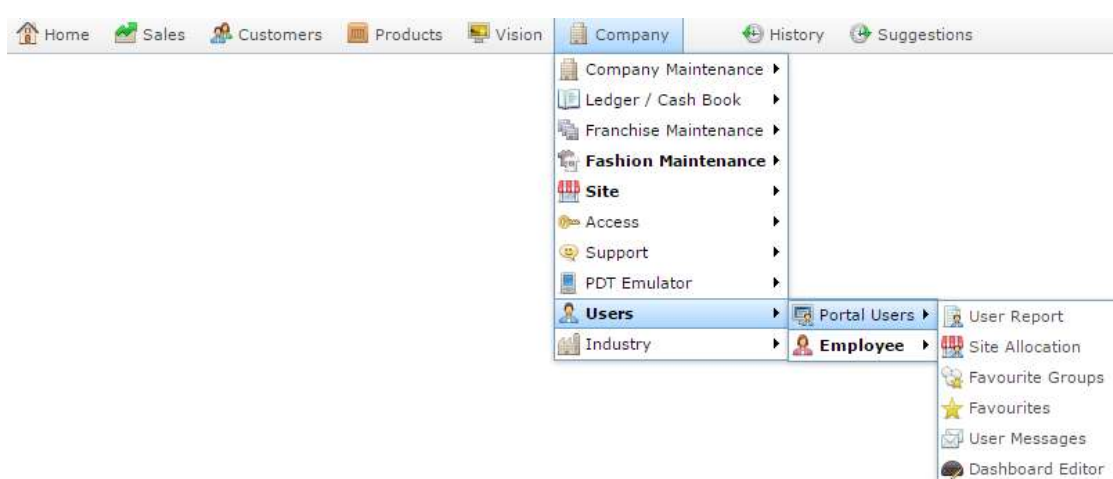 Home Sales Customers Products Vision Company History Suggestions
Company Maintenance
Ledger / Cash Book
Franchise Maintenance
Fashion Maintenance
Site
Access
Support
PDT Emulator
Users Portal Users User Report
Industry Employee Site Allocation
Favourite Groups
Favourites
User Messages
Dashboard Editor